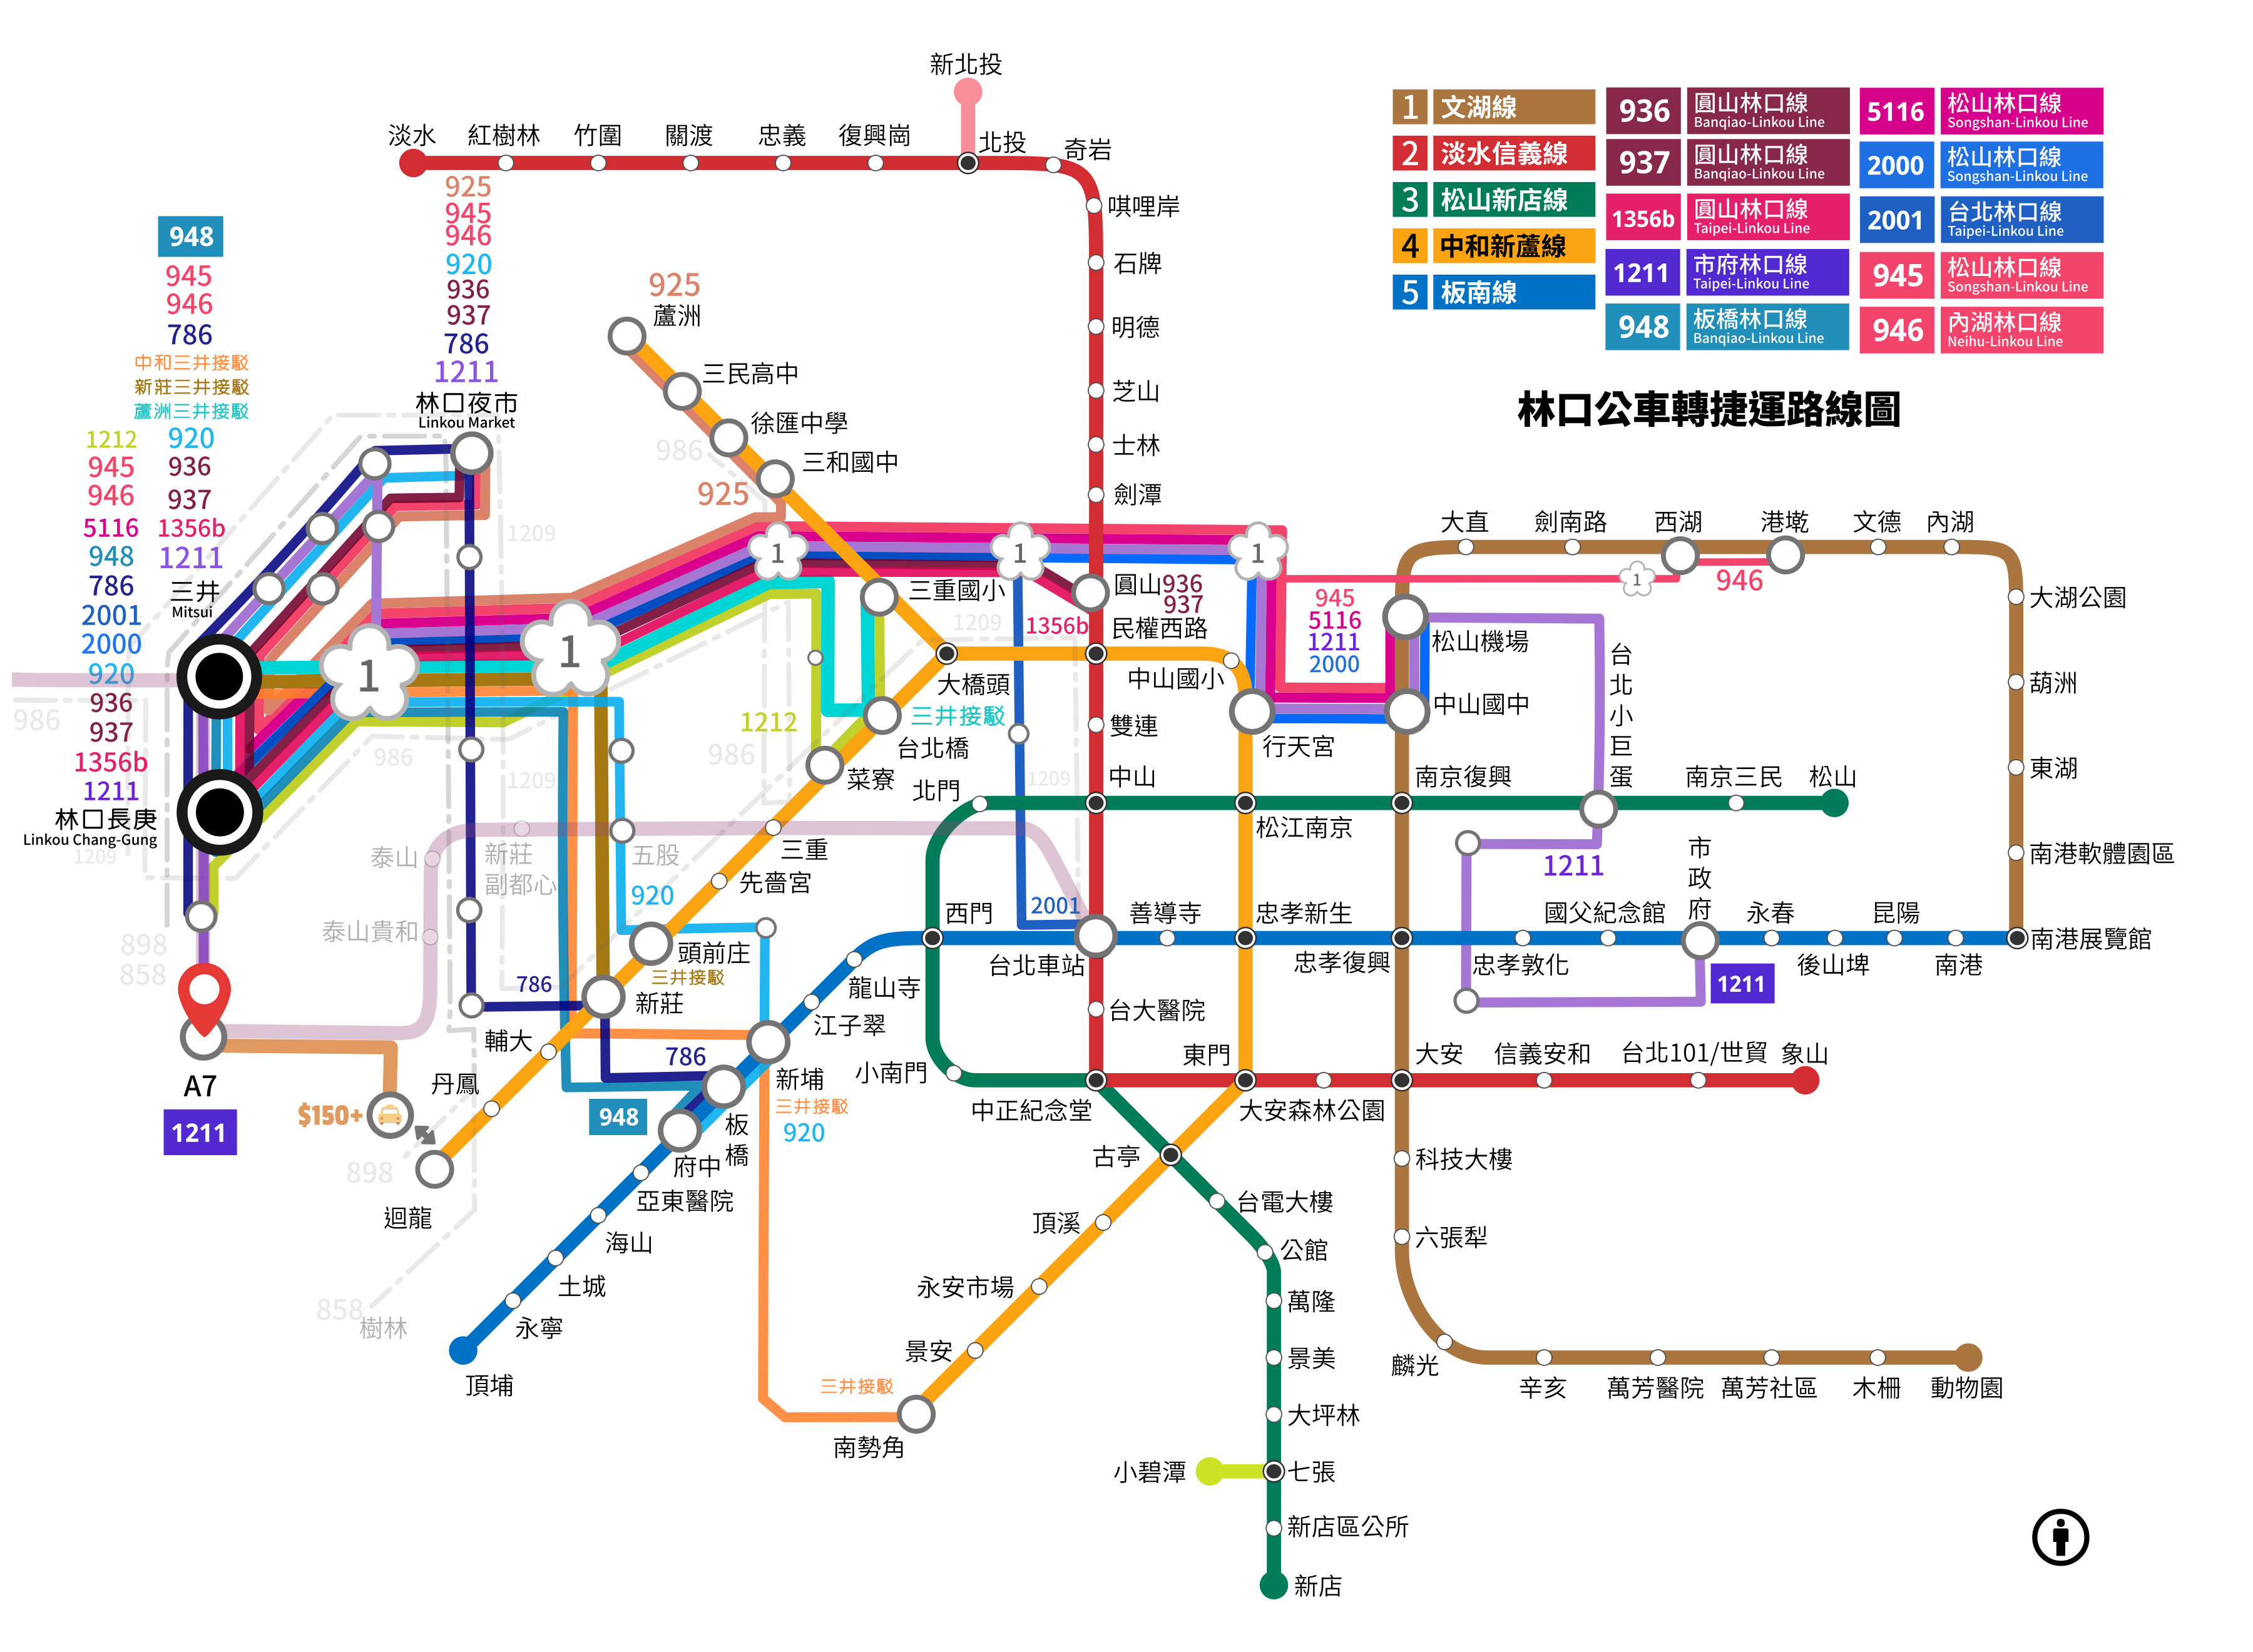 新北投
淡水
紅樹林
竹圍
關渡
忠義
復興崗
北投
奇岩
唭哩岸
石牌
明德
芝山
士林
劍潭
1
文湖線
2
淡水信義線
3
松山新店線
4
中和新蘆線
5
板南線
936
圓山林口線
Banqiao-Linkou Line
937
圓山林口線
Banqiao-Linkou Line
1356b
圓山林口線
Taipei-Linkou Line
1211
市府林口線
Taipei-Linkou Line
948
板橋林口線
Banqiao-Linkou Line
5116
松山林口線
Songshan-Linkou Line
2000
松山林口線
Songshan-Linkou Line
2001
台北林口線
Taipei-Linkou Line
945
松山林口線
Songshan-Linkou Line
946
內湖林口線
Neihu-Linkou Line
林口公車轉捷運路線圖
925
945
946
920
936
937
786
1211
林口夜市
Linkou Market
948
945
946
786
中和三井接駁
新莊三井接駁
蘆洲三井接駁
920
936
937
1356b
1211
三井
Mitsui
1212
945
946
5116
948
786
2001
2000
920
936
937
1356b
1211
林口長庚
Linkou Chang-Gung
1209
986
898
858
A7
1211
$150+
898
迴龍
丹鳳
輔大
858
樹林
925
蘆洲
三民高中
徐匯中學
三和國中
986
925
1209
1
1
1
1
1
1
三重國小
大橋頭
三井接駁
台北橋
1212
菜寮
986
986
1209
三重
先嗇宮
泰山
泰山貴和
新莊
副都心
五股
920
頭前庄
三井接駁
新莊
786
786
948
新埔
三井接駁
920
板橋
府中
亞東醫院
海山
土城
永寧
頂埔
江子翠
龍山寺
西門
北門
小南門
圓山
936
937
1356b
1209
民權西路
中山國小
雙連
中山
1209
2001
台北車站
善導寺
台大醫院
中正紀念堂
東門
大安森林公園
忠孝新生
松江南京
行天宮
945
5116
1211
2000
松山機場
中山國中
南京復興
忠孝復興
大安
信義安和
台北101/世貿
象山
科技大樓
六張犁
麟光
辛亥
萬芳醫院
萬芳社區
木柵
動物園
大直
劍南路
西湖
港墘
文德
內湖
946
大湖公園
葫洲
東湖
南港軟體園區
南港展覽館
台北小巨蛋
南京三民
松山
1211
市政府
1211
國父紀念館
忠孝敦化
永春
後山埤
昆陽
南港
古亭
台電大樓
公館
萬隆
景美
大坪林
七張
小碧潭
新店區公所
新店
頂溪
永安市場
景安
三井接駁
南勢角